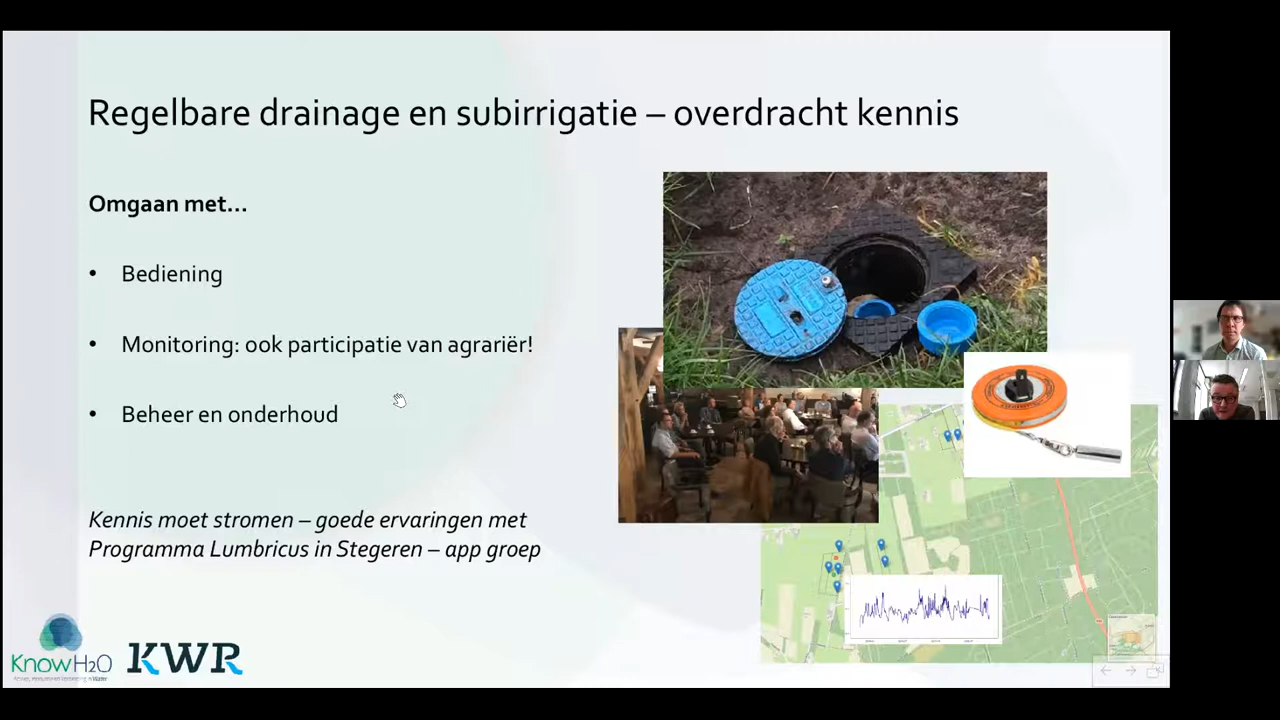 Regelbare drainage en subirrigatie – overdracht kennis
Omgaan met...
• Bediening
• Monitoring: ook participatie van agrariër!
• Beheer en onderhoud
Kennis moet stromen – goede ervaringen met
Programma Lumbricus in Stegeren – app groep
KnowH2O
KWR